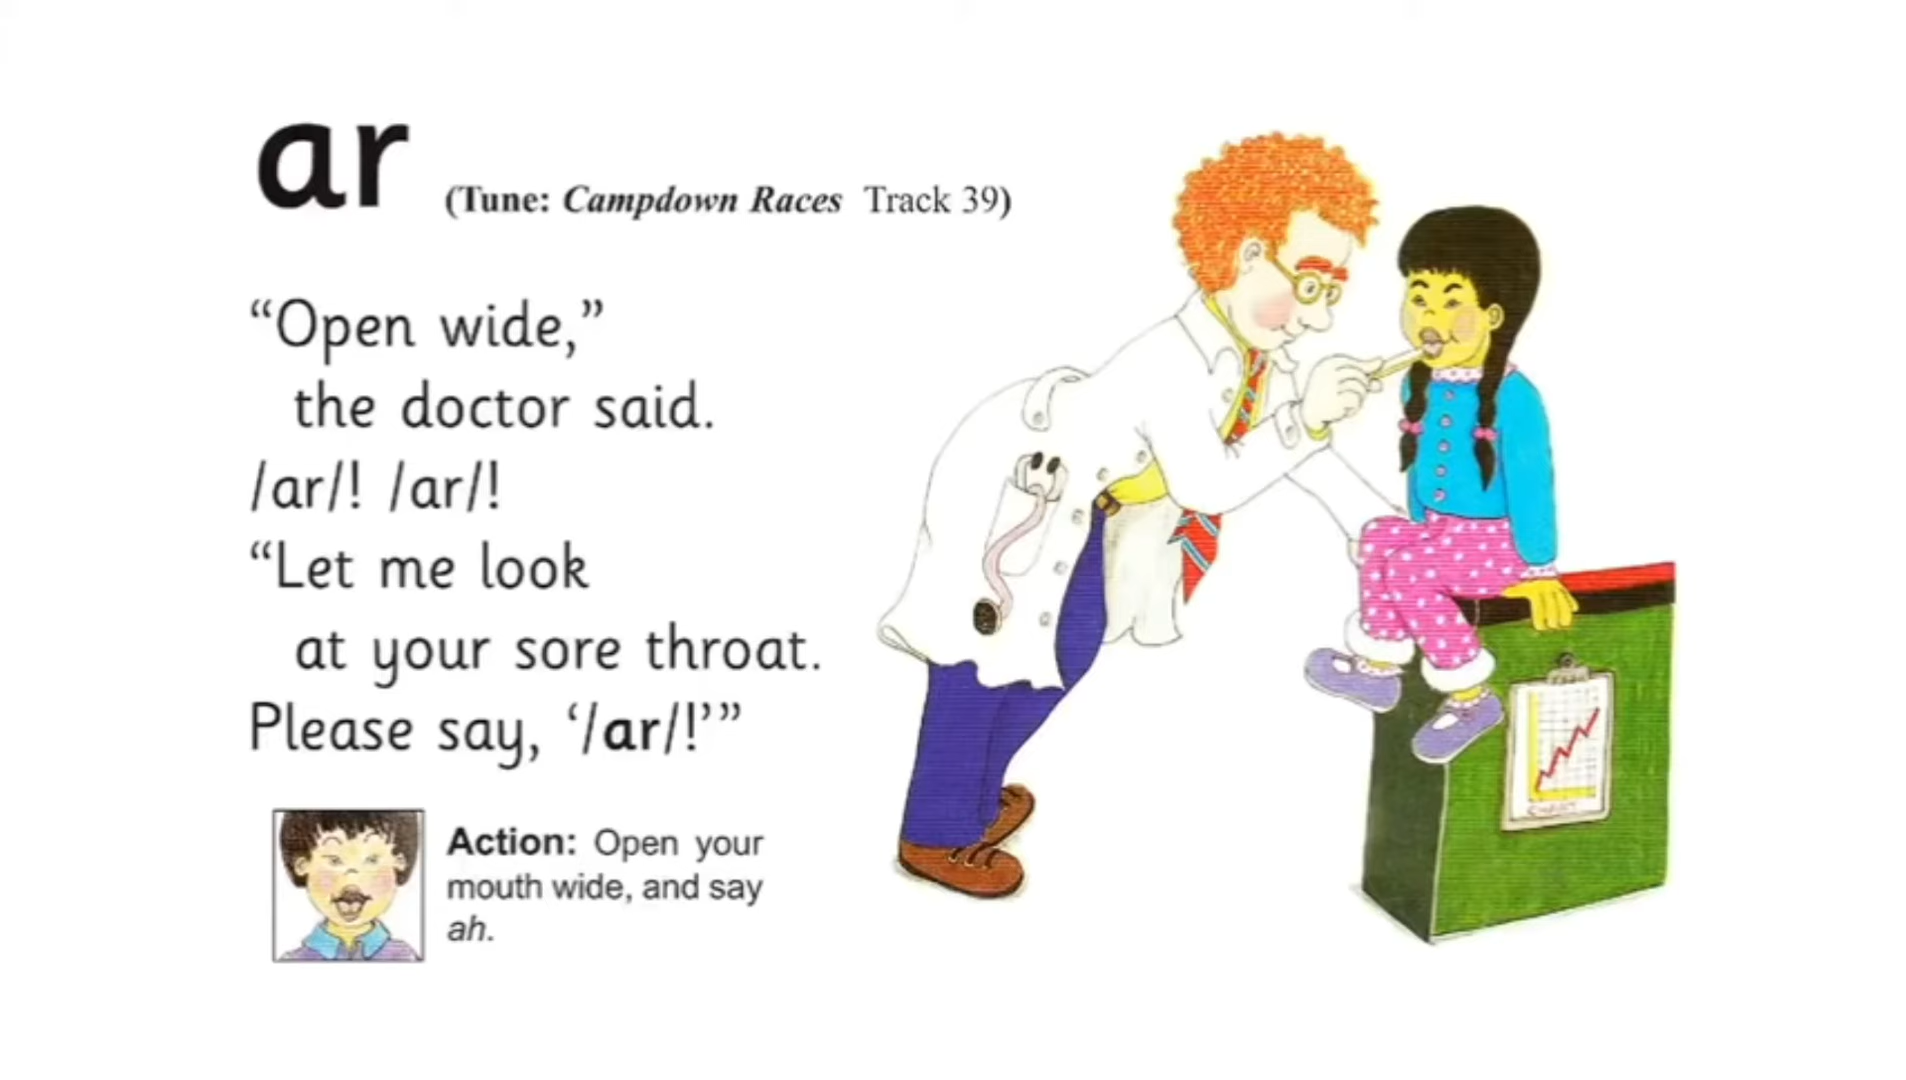 ar (Tune: Campdown Races Track 39)
“Open wide,”
the doctor said.
/ar/! /ar/!
“Let me look
at your sore throat.
Please say, ‘/ar/!’”
Action: Open your
mouth wide, and say
ah.